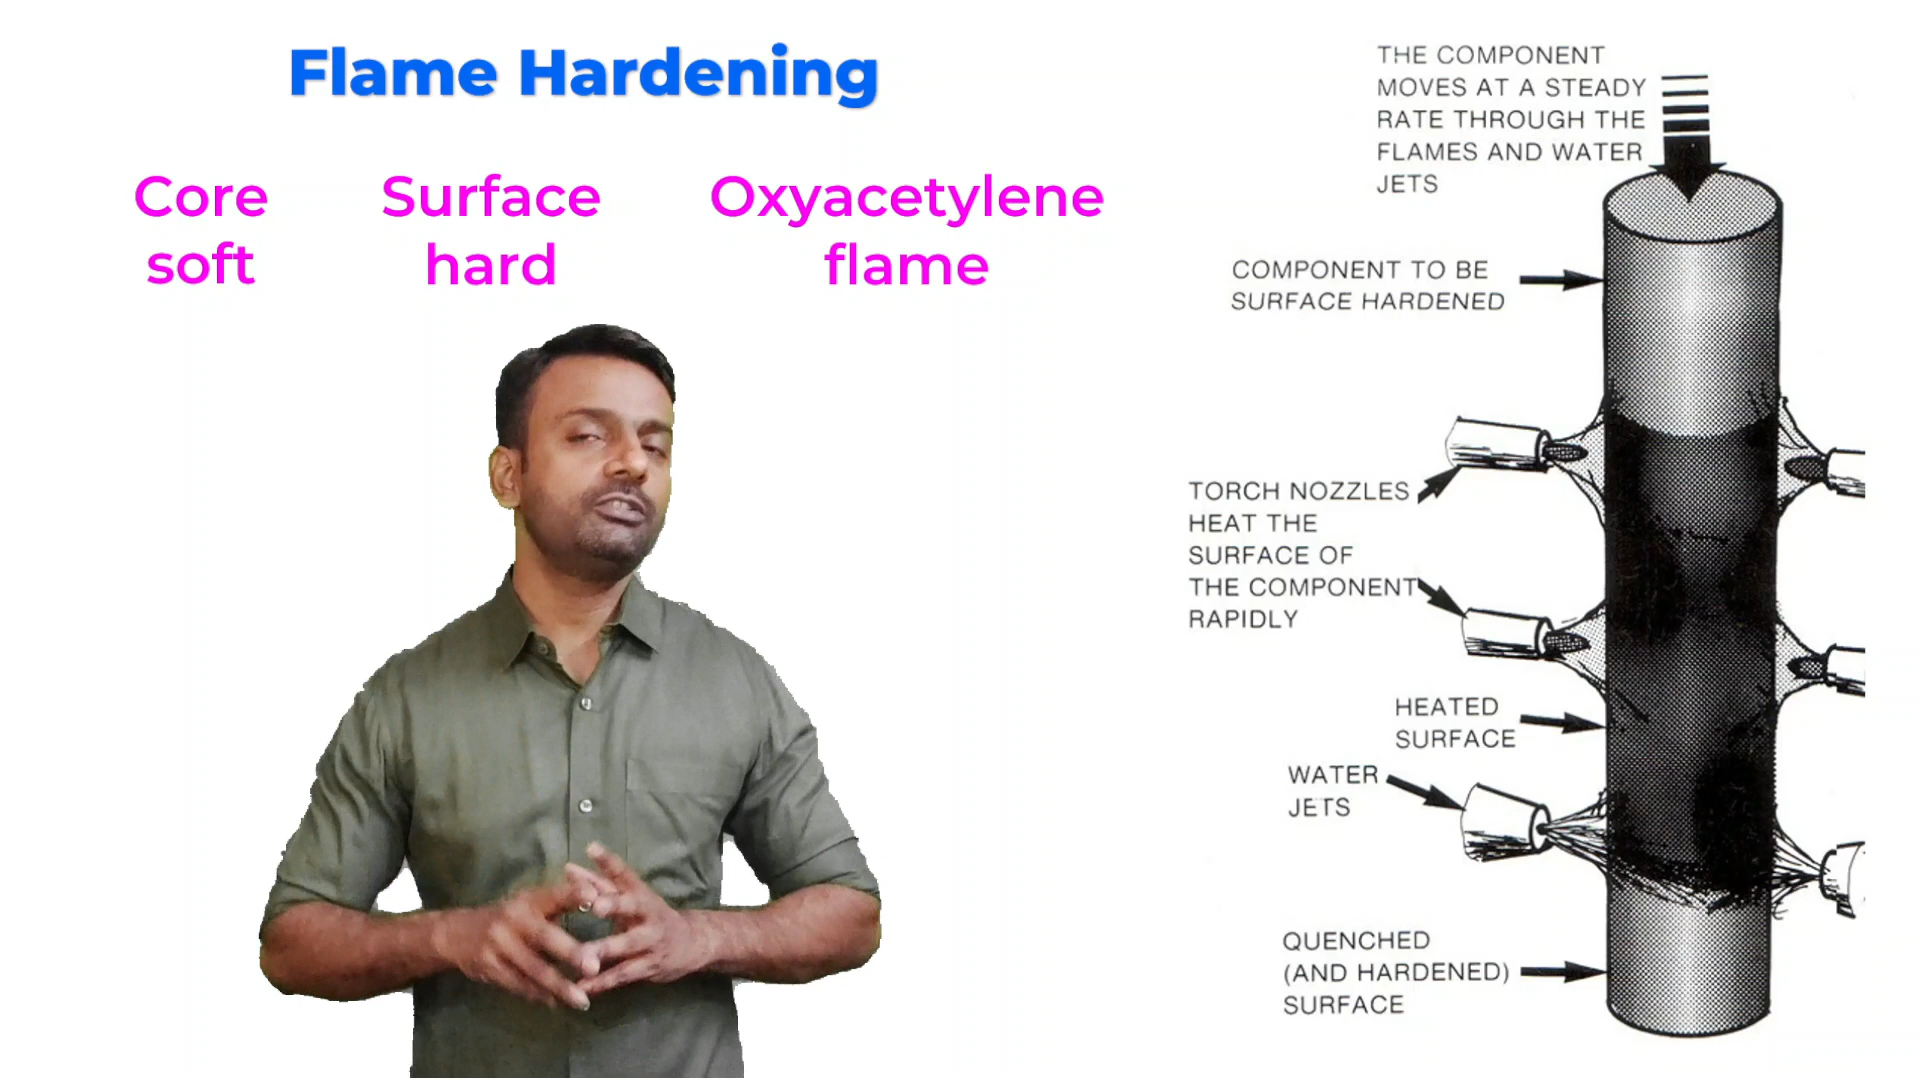 Flame Hardening
Core
soft
Surface
hard
Oxyacetylene
flame
THE COMPONENT
MOVES AT A STEADY
RATE THROUGH THE
FLAMES AND WATER
JETS
COMPONENT TO BE
SURFACE HARDENED
TORCH NOZZLES
HEAT THE
SURFACE OF
THE COMPONENT
RAPIDLY
HEATED
SURFACE
WATER
JETS
QUENCHED
(AND HARDENED)
SURFACE